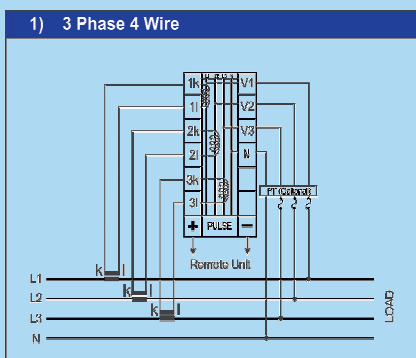 1) 3 Phase 4 Wire
1k V1
1l V2
2k V3
2l N
3k
3l
PT (Optional)
+ PULSE −
Remote Unit
k l
L1
k l
L2
k l
L3
N
LOAD